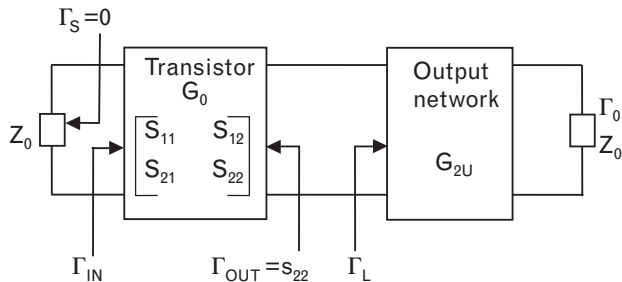 Γ_S = 0
Transistor
G_0
Output
network
Z_0
S_11 S_12
S_21 S_22
G_2U
Γ_0
Z_0
Γ_IN
Γ_OUT = s_22
Γ_L